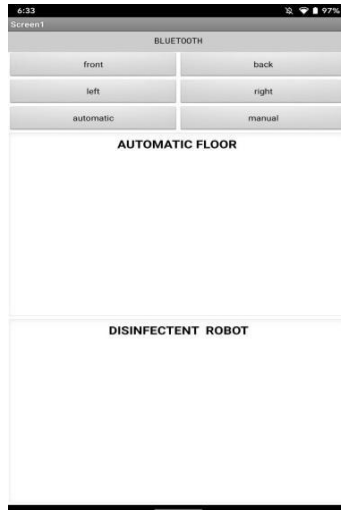 6:33 97%
Screen1
BLUETOOTH
front back
left right
automatic manual
AUTOMATIC FLOOR
DISINFECTENT ROBOT